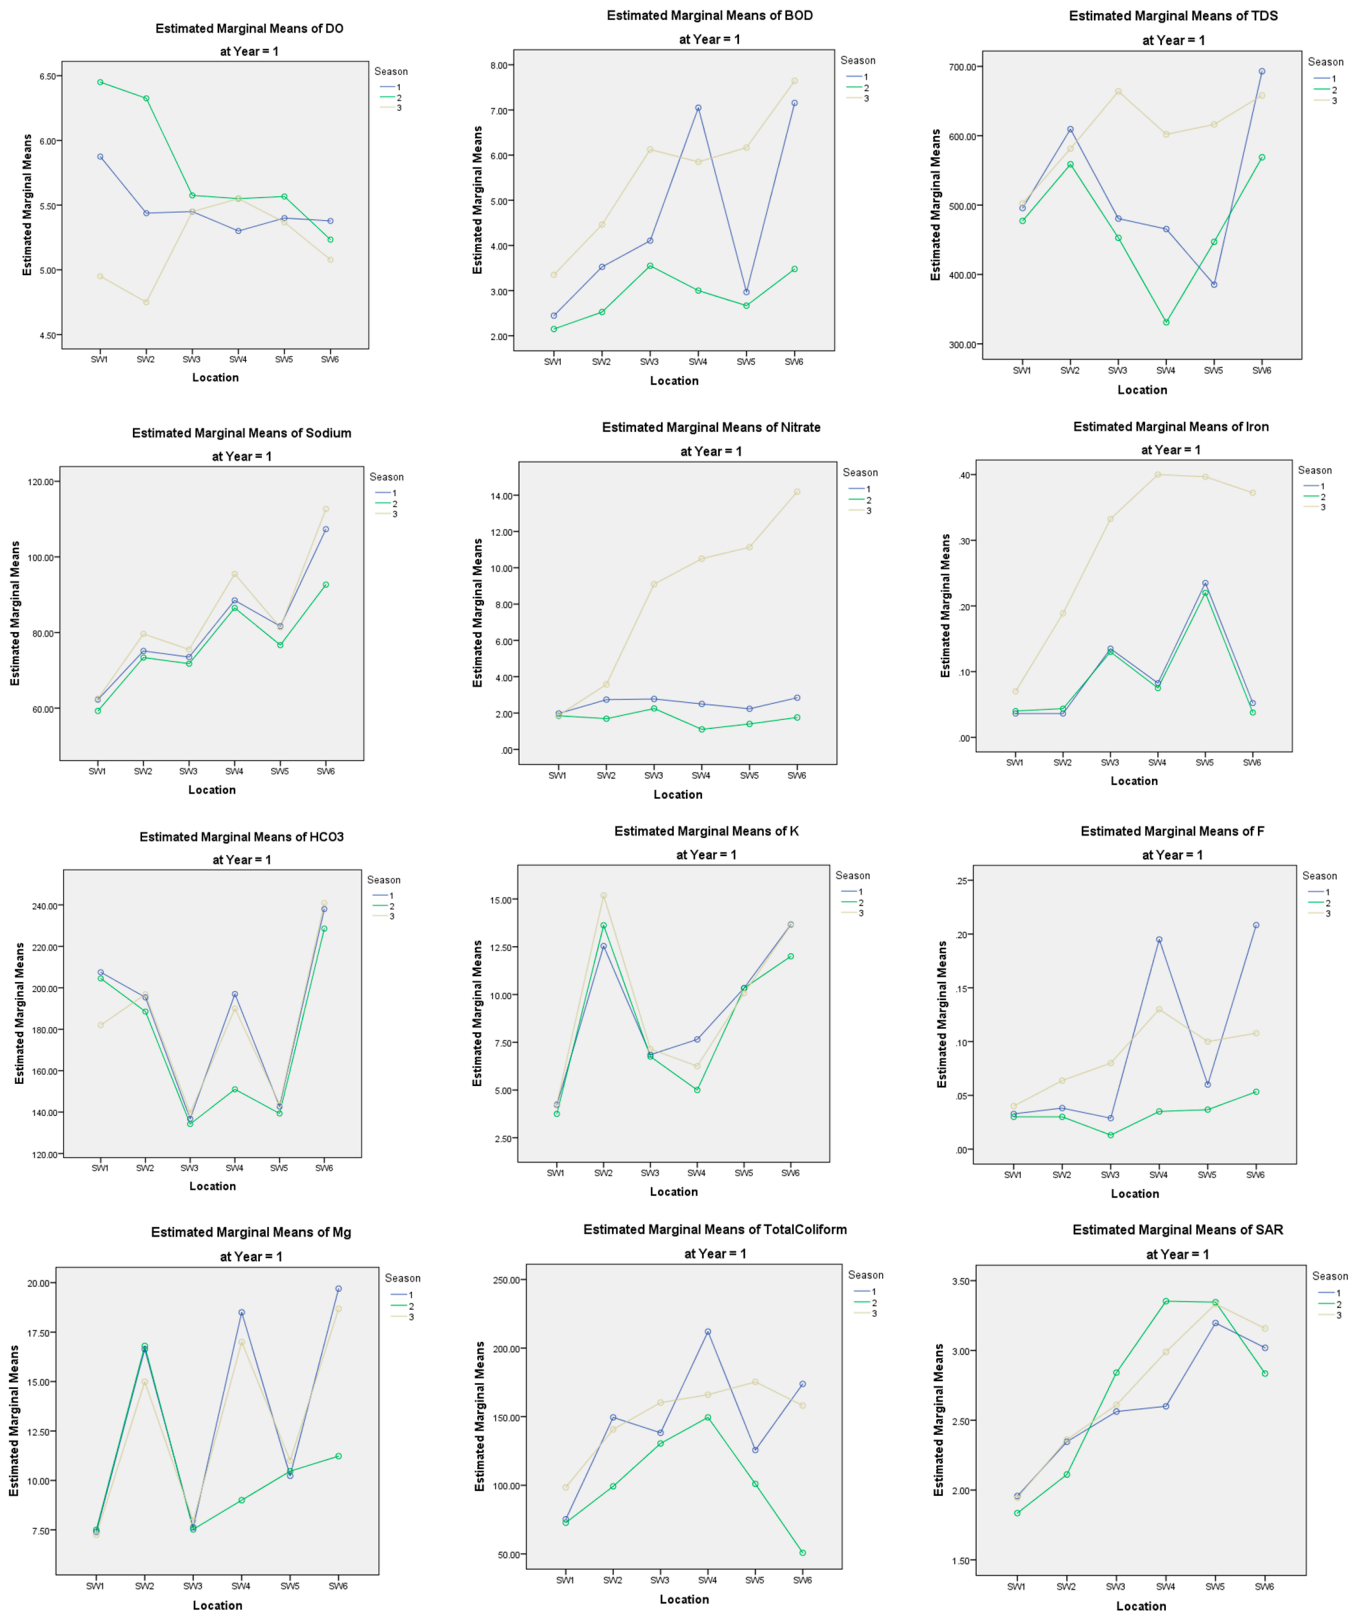 Estimated Marginal Means of DO
at Year = 1
Estimated Marginal Means
6.50
6.00
5.50
5.00
4.50
SW1 SW2 SW3 SW4 SW5 SW6
Location
Season
1
2
3
Estimated Marginal Means of BOD
at Year = 1
Estimated Marginal Means
8.00
7.00
6.00
5.00
4.00
3.00
2.00
SW1 SW2 SW3 SW4 SW5 SW6
Location
Season
1
2
3
Estimated Marginal Means of TDS
at Year = 1
Estimated Marginal Means
700.00
600.00
500.00
400.00
300.00
SW1 SW2 SW3 SW4 SW5 SW6
Location
Season
1
2
3
Estimated Marginal Means of Sodium
at Year = 1
Estimated Marginal Means
120.00
100.00
80.00
60.00
SW1 SW2 SW3 SW4 SW5 SW6
Location
Season
1
2
3
Estimated Marginal Means of Nitrate
at Year = 1
Estimated Marginal Means
14.00
12.00
10.00
8.00
6.00
4.00
2.00
.00
SW1 SW2 SW3 SW4 SW5 SW6
Location
Season
1
2
3
Estimated Marginal Means of Iron
at Year = 1
Estimated Marginal Means
.40
.30
.20
.10
.00
SW1 SW2 SW3 SW4 SW5 SW6
Location
Season
1
2
3
Estimated Marginal Means of HCO3
at Year = 1
Estimated Marginal Means
240.00
220.00
200.00
180.00
160.00
140.00
120.00
SW1 SW2 SW3 SW4 SW5 SW6
Location
Season
1
2
3
Estimated Marginal Means of K
at Year = 1
Estimated Marginal Means
15.00
12.50
10.00
7.50
5.00
2.50
SW1 SW2 SW3 SW4 SW5 SW6
Location
Season
1
2
3
Estimated Marginal Means of F
at Year = 1
Estimated Marginal Means
.25
.20
.15
.10
.05
.00
SW1 SW2 SW3 SW4 SW5 SW6
Location
Season
1
2
3
Estimated Marginal Means of Mg
at Year = 1
Estimated Marginal Means
20.00
17.50
15.00
12.50
10.00
7.50
SW1 SW2 SW3 SW4 SW5 SW6
Location
Season
1
2
3
Estimated Marginal Means of TotalColiform
at Year = 1
Estimated Marginal Means
250.00
200.00
150.00
100.00
50.00
SW1 SW2 SW3 SW4 SW5 SW6
Location
Season
1
2
3
Estimated Marginal Means of SAR
at Year = 1
Estimated Marginal Means
3.50
3.00
2.50
2.00
1.50
SW1 SW2 SW3 SW4 SW5 SW6
Location
Season
1
2
3